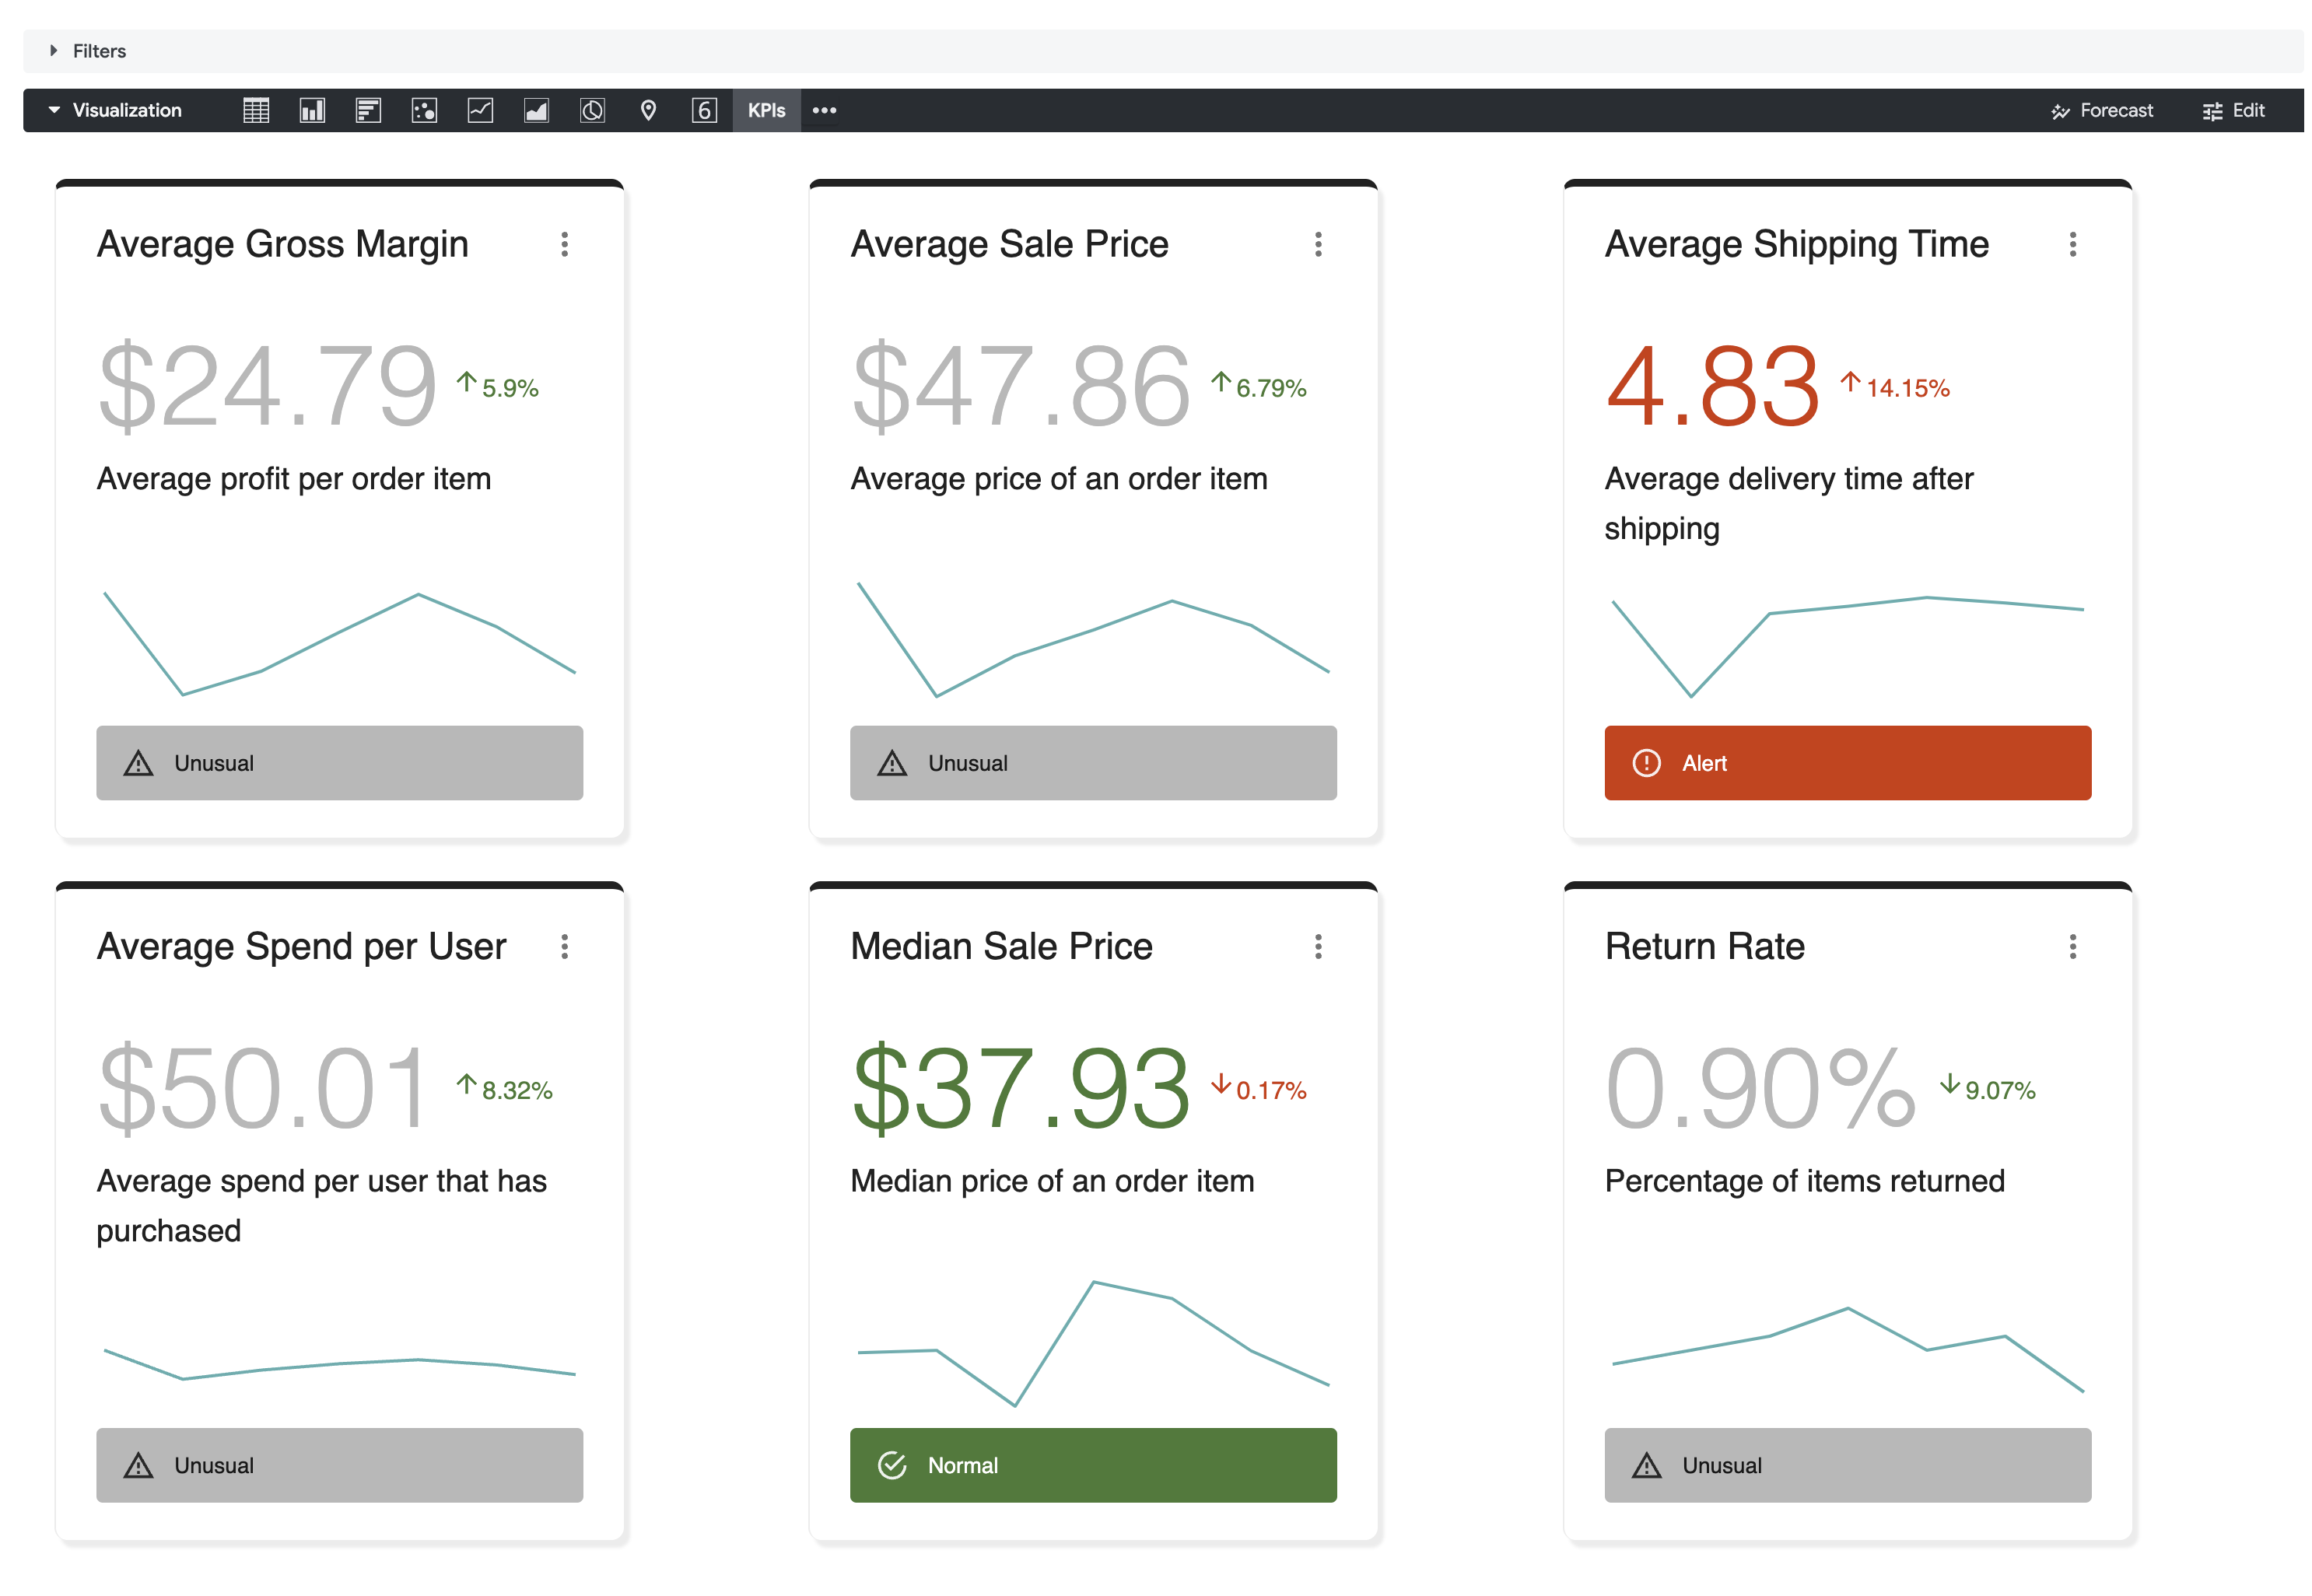 Filters
Visualization 6 KPIs Forecast Edit
Average Gross Margin
$24.79 ↑ 5.9%
Average profit per order item
Unusual
Average Sale Price
$47.86 ↑ 6.79%
Average price of an order item
Unusual
Average Shipping Time
4.83 ↑ 14.15%
Average delivery time after
shipping
Alert
Average Spend per User
$50.01 ↑ 8.32%
Average spend per user that has
purchased
Unusual
Median Sale Price
$37.93 ↓ 0.17%
Median price of an order item
Normal
Return Rate
0.90% ↓ 9.07%
Percentage of items returned
Unusual